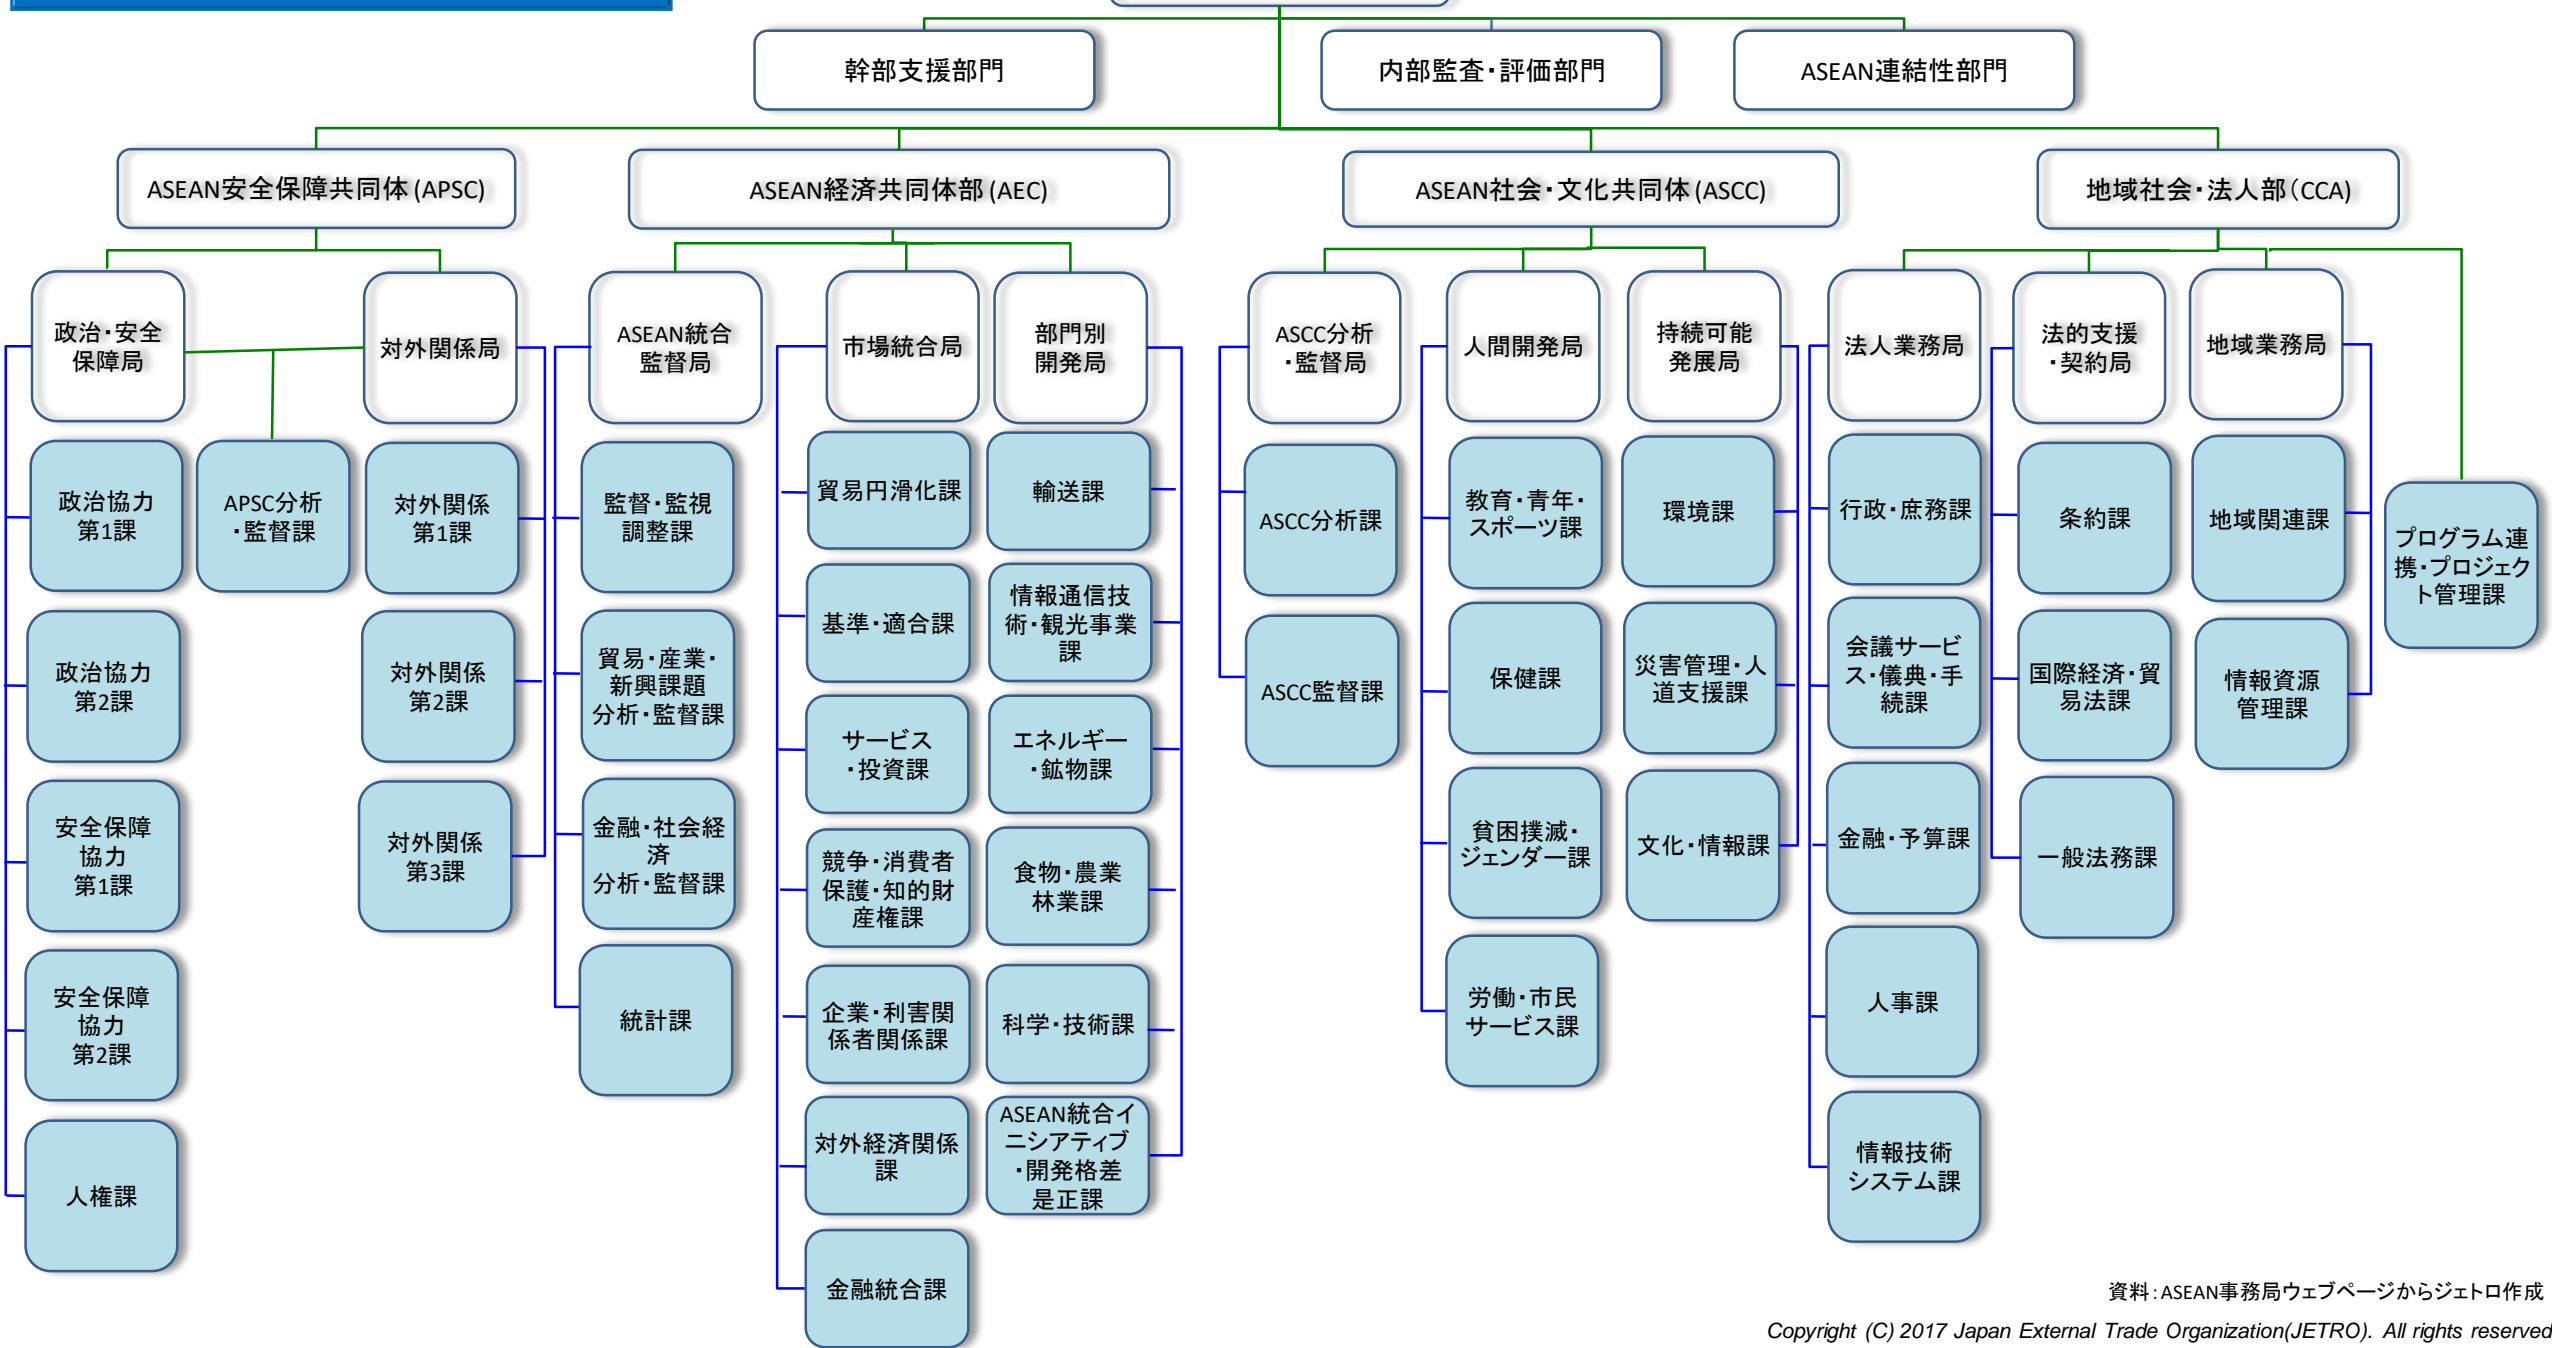 幹部支援部門
内部監査・評価部門
ASEAN連結性部門
ASEAN安全保障共同体(APSC)
ASEAN経済共同体部(AEC)
ASEAN社会・文化共同体(ASCC)
地域社会・法人部(CCA)
政治・安全
保障局
対外関係局
ASEAN統合
監督局
市場統合局
部門別
開発局
ASCC分析
・監督局
人間開発局
持続可能
発展局
法人業務局
法的支援
・契約局
地域業務局
政治協力
第1課
政治協力
第2課
安全保障
協力
第1課
安全保障
協力
第2課
人権課
APSC分析
・監督課
対外関係
第1課
対外関係
第2課
対外関係
第3課
監督・監視
調整課
貿易・産業・
新興課題
分析・監督課
金融・社会経
済
分析・監督課
統計課
貿易円滑化課
基準・適合課
サービス
・投資課
競争・消費者
保護・知的財
産権課
企業・利害関
係者関係課
対外経済関係
課
金融統合課
輸送課
情報通信技
術・観光事業
課
エネルギー
・鉱物課
食物・農業
林業課
科学・技術課
ASEAN統合イ
ニシアティブ
・開発格差
是正課
ASCC分析課
ASCC監督課
教育・青年・
スポーツ課
保健課
貧困撲滅・
ジェンダー課
労働・市民
サービス課
環境課
災害管理・人
道支援課
文化・情報課
行政・庶務課
会議サービ
ス・儀典・手
続課
金融・予算課
人事課
情報技術
システム課
条約課
国際経済・貿
易法課
一般法務課
地域関連課
情報資源
管理課
プログラム連
携・プロジェク
ト管理課
資料:ASEAN事務局ウェブページからジェトロ作成
Copyright (C) 2017 Japan External Trade Organization(JETRO). All rights reserved